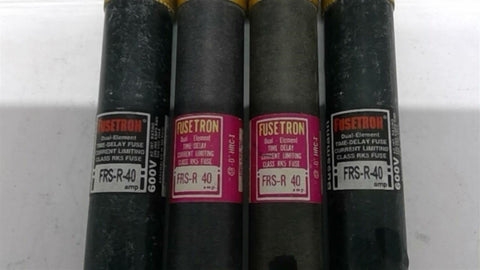 FUSETRON
Dual-Element
TIME-DELAY FUSE
CURRENT LIMITING
CLASS RK5 FUSE
FRS-R-40
amp
600V
FUSETRON
Dual - Element
TIME DELAY
CURRENT LIMITING
CLASS RK5 FUSE
FRS-R 40
amp
FUSETRON
Dual - Element
TIME DELAY
CURRENT LIMITING
CLASS RK5 FUSE
FRS-R 40
amp
FUSETRON
Dual-Element
TIME-DELAY FUSE
CURRENT LIMITING
CLASS RK5 FUSE
FRS-R-40
amp
600V